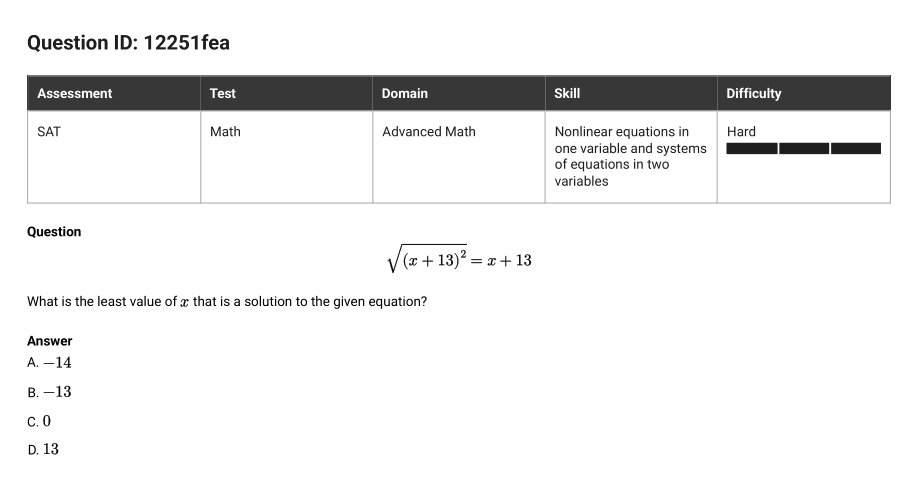 Question ID: 12251fea
Assessment Test Domain Skill Difficulty
SAT Math Advanced Math Nonlinear equations in Hard
one variable and systems
of equations in two
variables
Question
√(x + 13)² = x + 13
What is the least value of x that is a solution to the given equation?
Answer
A. −14
B. −13
C. 0
D. 13